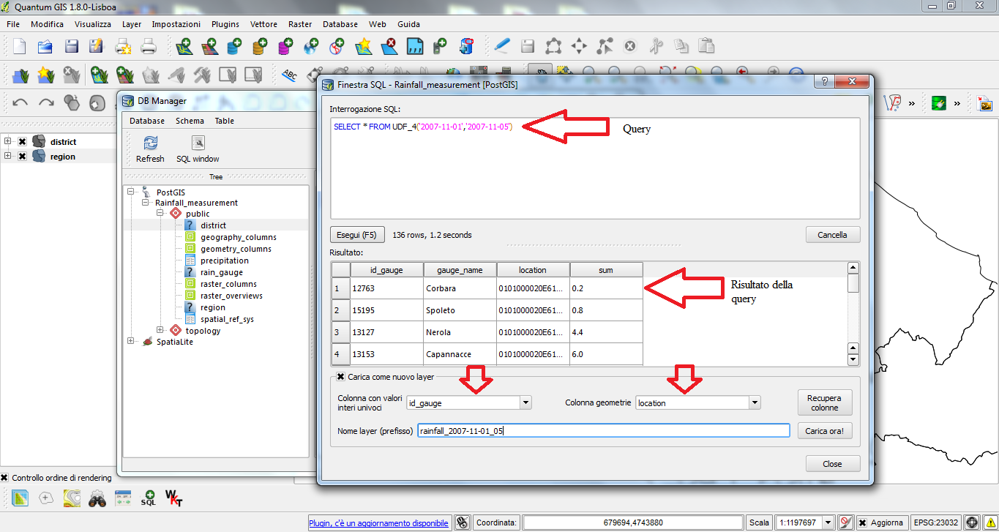 Quantum GIS 1.8.0-Lisboa
File Modifica Visualizza Layer Impostazioni Plugins Vettore Raster Database Web Guida
ABC
DB Manager
Database Schema Table
Refresh SQL window
Tree
PostGIS
Rainfall_measurement
public
district
geography_columns
geometry_columns
precipitation
rain_gauge
raster_columns
raster_overviews
region
spatial_ref_sys
topology
SpatiaLite
district
region
Finestra SQL - Rainfall_measurement [PostGIS]
Interrogazione SQL:
SELECT * FROM UDF_4('2007-11-01','2007-11-05')
Query
Esegui (F5) 136 rows, 1.2 seconds Cancella
Risultato:
id_gauge gauge_name location sum
1 12763 Corbara 0101000020E61... 0.2
2 15195 Spoleto 0101000020E61... 0.8
3 13127 Nerola 0101000020E61... 4.4
4 13153 Capannacce 0101000020E61... 6.0
Risultato della
query
Carica come nuovo layer
Colonna con valori
interi univoci
id_gauge
Colonna geometrie location
Recupera
colonne
Nome layer (prefisso) rainfall_2007-11-01_05 Carica ora!
Close
Controllo ordine di rendering
SQL
WKT
Plugin, c'è un aggiornamento disponibile Coordinata: 679694,4743880 Scala 1:1197697 Aggiorna EPSG:23032